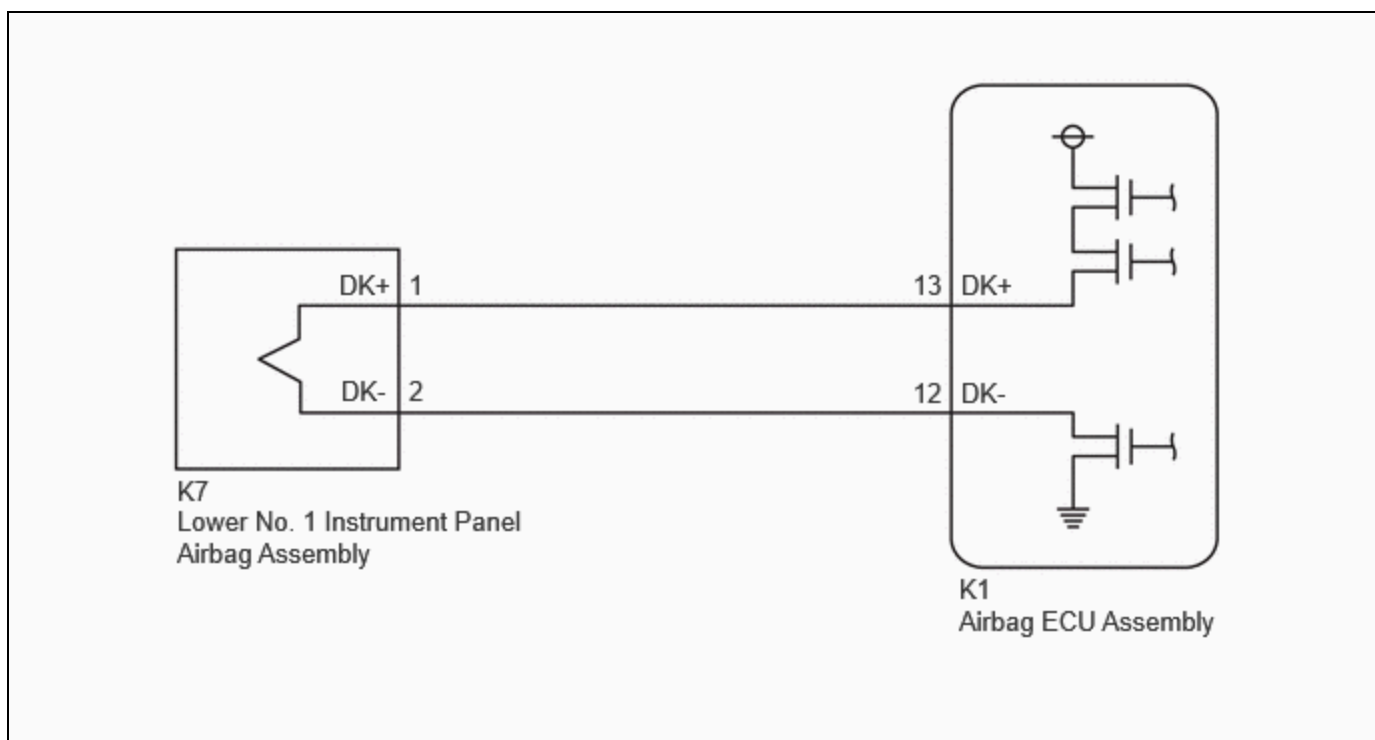 DK+ 1
13 DK+
DK- 2
12 DK-
K7
Lower No. 1 Instrument Panel
Airbag Assembly
K1
Airbag ECU Assembly